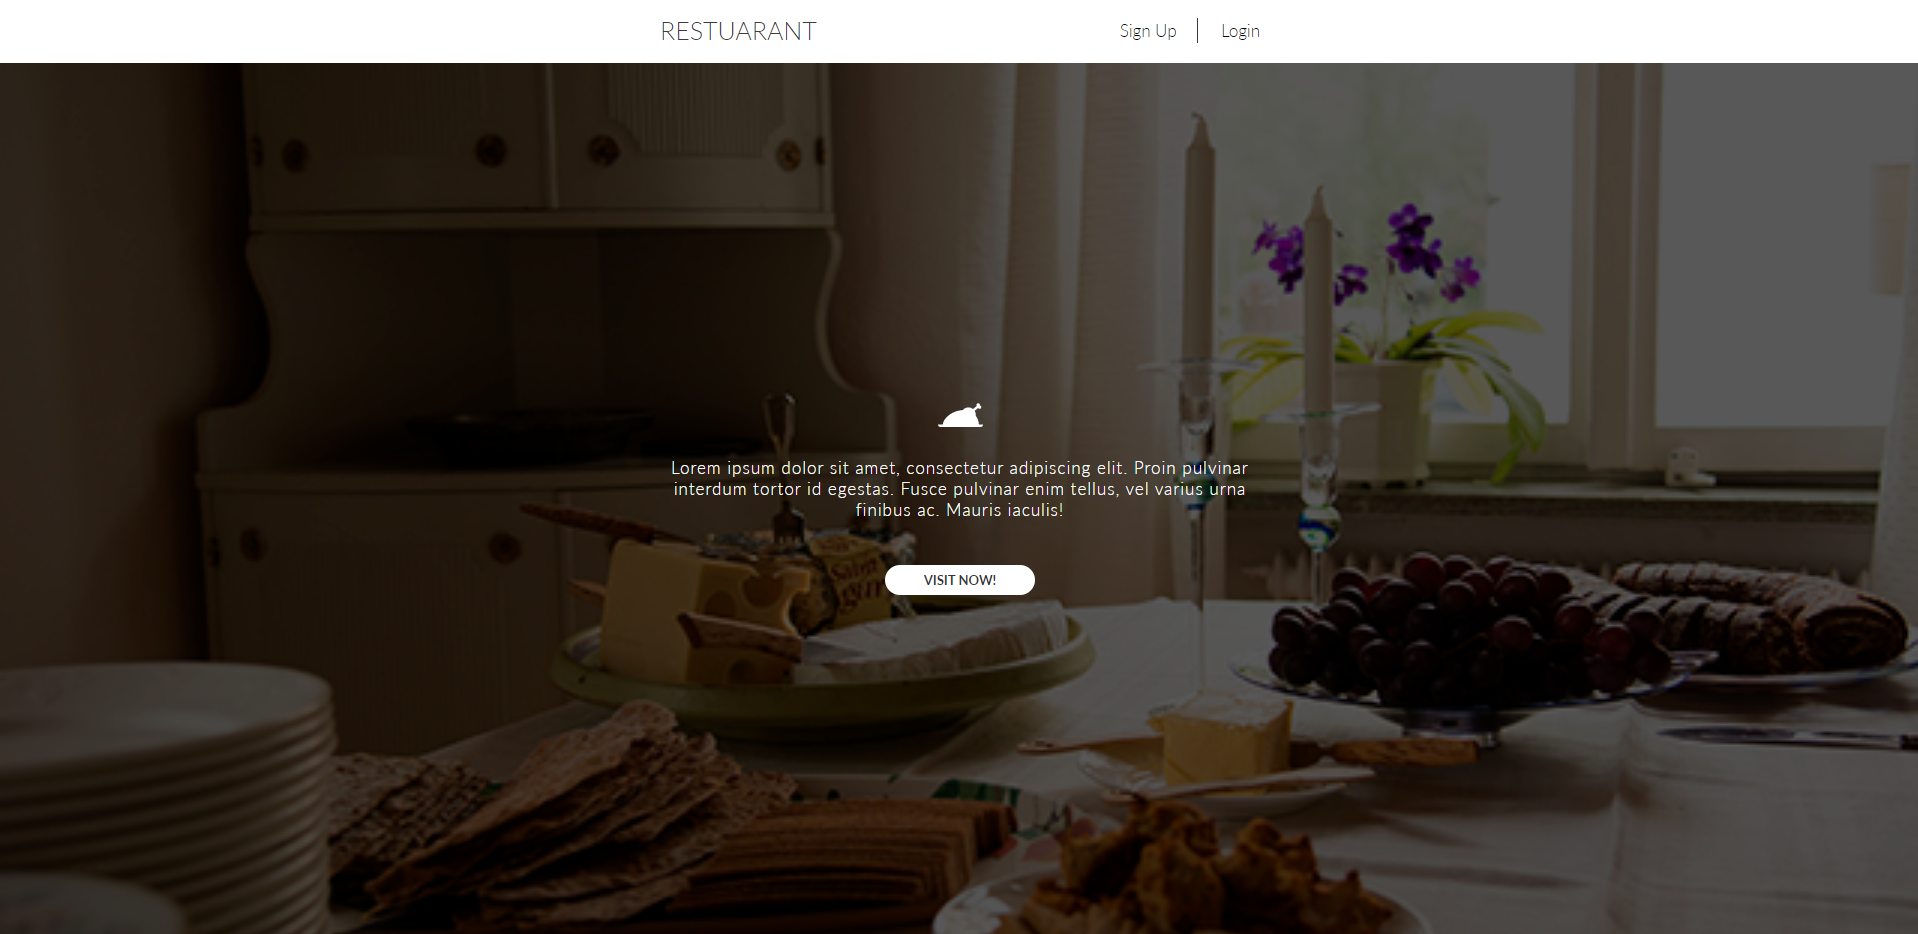 RESTUARANT
Sign Up
Login
Lorem ipsum dolor sit amet, consectetur adipiscing elit. Proin pulvinar
interdum tortor id egestas. Fusce pulvinar enim tellus, vel varius urna
finibus ac. Mauris iaculis!
VISIT NOW!